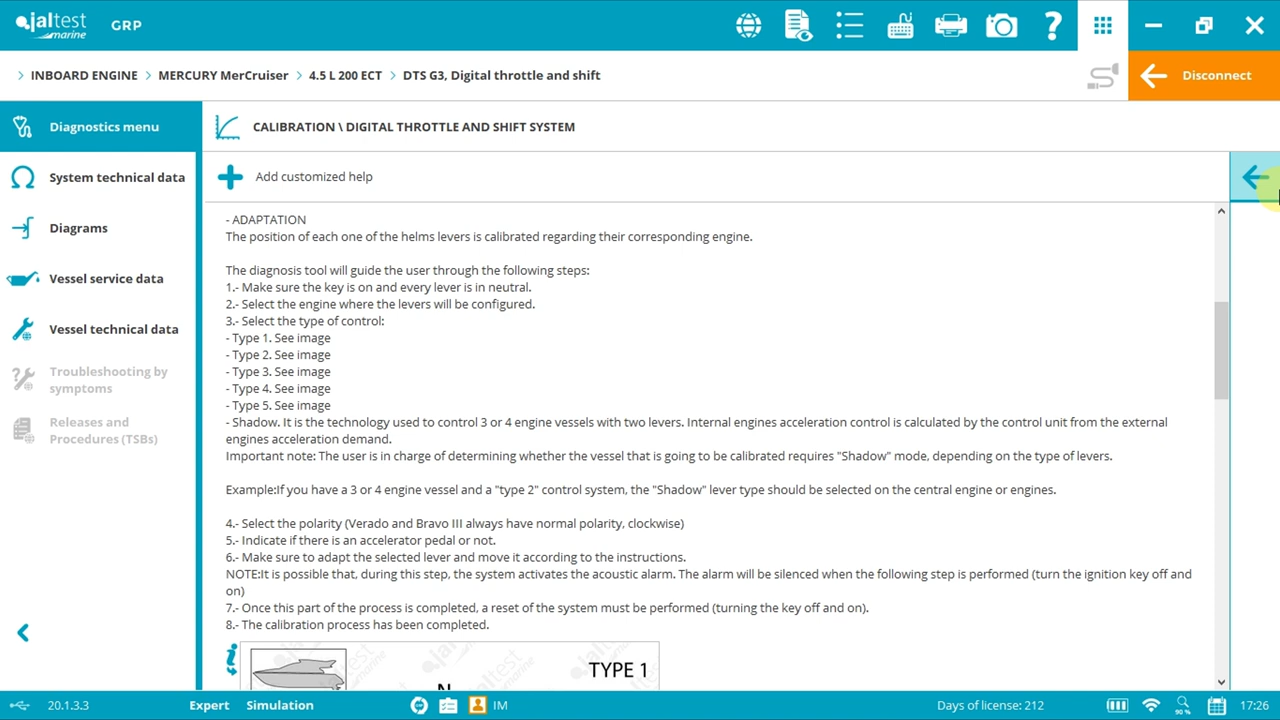 jaltest
marine
GRP
INBOARD ENGINE
MERCURY MerCruiser
4.5 L 200 ECT
DTS G3, Digital throttle and shift
Disconnect
Diagnostics menu
System technical data
Diagrams
Vessel service data
Vessel technical data
Troubleshooting by
symptoms
Releases and
Procedures (TSBs)
CALIBRATION \ DIGITAL THROTTLE AND SHIFT SYSTEM
Add customized help
- ADAPTATION
The position of each one of the helms levers is calibrated regarding their corresponding engine.
The diagnosis tool will guide the user through the following steps:
1.- Make sure the key is on and every lever is in neutral.
2.- Select the engine where the levers will be configured.
3.- Select the type of control:
- Type 1. See image
- Type 2. See image
- Type 3. See image
- Type 4. See image
- Type 5. See image
- Shadow. It is the technology used to control 3 or 4 engine vessels with two levers. Internal engines acceleration control is calculated by the control unit from the external
engines acceleration demand.
Important note: The user is in charge of determining whether the vessel that is going to be calibrated requires "Shadow" mode, depending on the type of levers.
Example:If you have a 3 or 4 engine vessel and a "type 2" control system, the "Shadow" lever type should be selected on the central engine or engines.
4.- Select the polarity (Verado and Bravo III always have normal polarity, clockwise)
5.- Indicate if there is an accelerator pedal or not.
6.- Make sure to adapt the selected lever and move it according to the instructions.
NOTE:It is possible that, during this step, the system activates the acoustic alarm. The alarm will be silenced when the following step is performed (turn the ignition key off and
on)
7.- Once this part of the process is completed, a reset of the system must be performed (turning the key off and on).
8.- The calibration process has been completed.
TYPE 1
N
20.1.3.3
Expert
Simulation
IM
Days of license: 212
90 %
17:26